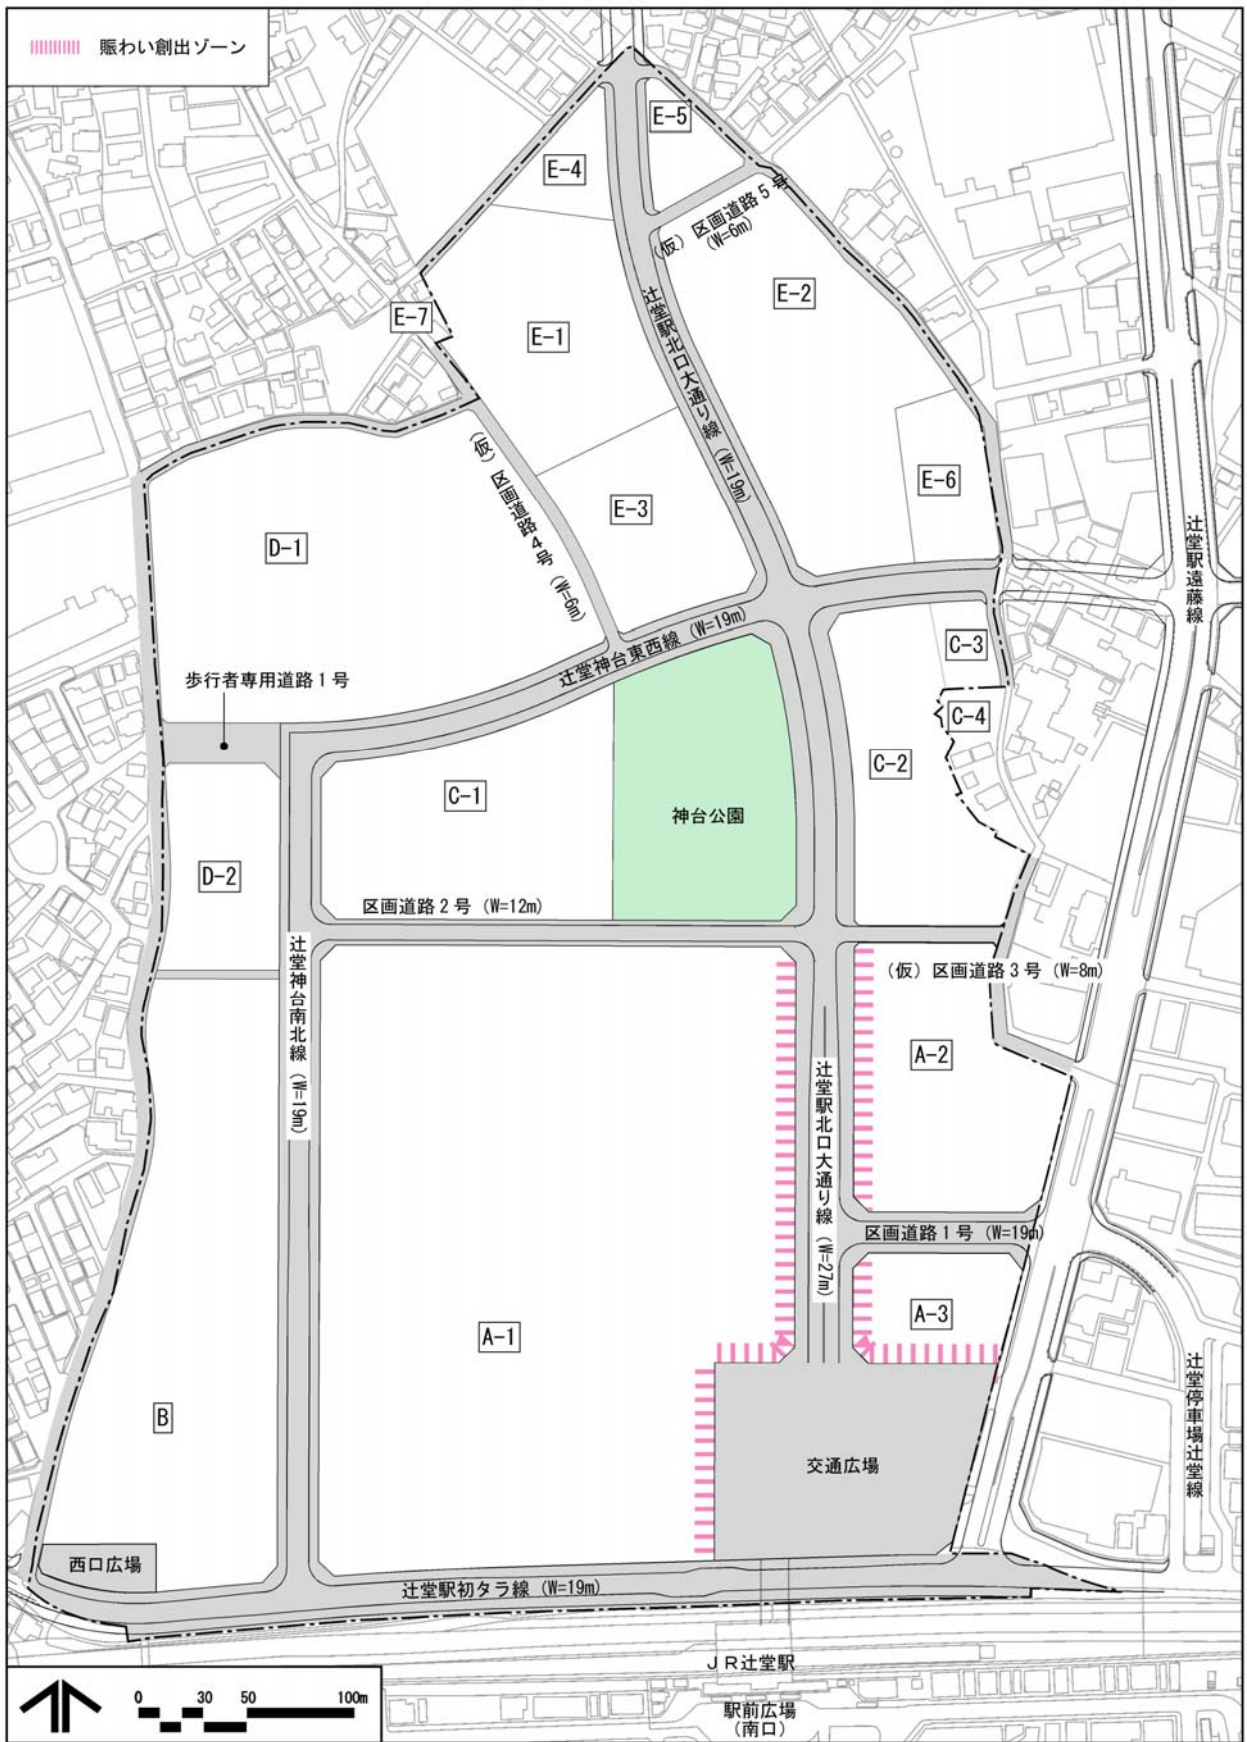 賑わい創出ゾーン
E-5
E-4
(仮) 区画道路5号
(W=6m)
E-2
E-7
E-1
辻堂駅北口大通り線 (W=19m)
(仮) 区画道路4号 (W=6m)
E-6
E-3
D-1
辻堂駅遠藤線
辻堂神台東西線 (W=19m)
C-3
歩行者専用道路1号
C-4
C-2
C-1
神台公園
D-2
区画道路2号 (W=12m)
辻堂神台南北線 (W=19m)
(仮) 区画道路3号 (W=8m)
A-2
辻堂駅北口大通り線 (W=27m)
区画道路1号 (W=19m)
A-3
A-1
辻堂停車場辻堂線
B
交通広場
西口広場
辻堂駅初タラ線 (W=19m)
JR辻堂駅
駅前広場
(南口)
0 30 50 100m